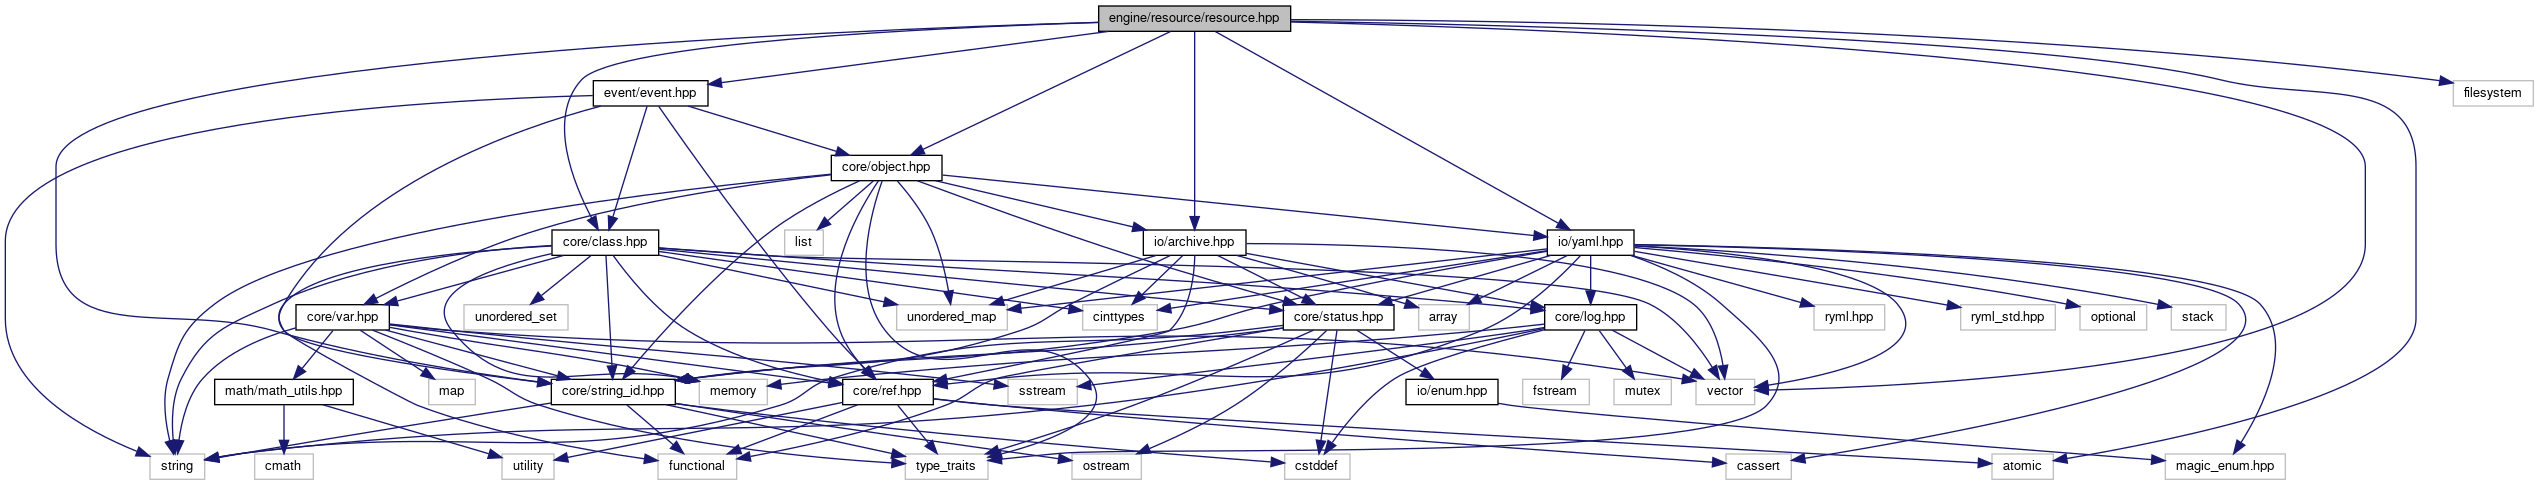 engine/resource/resource.hpp
event/event.hpp
filesystem
core/object.hpp
core/class.hpp
list
io/archive.hpp
io/yaml.hpp
core/var.hpp
unordered_set
unordered_map
cinttypes
core/status.hpp
array
core/log.hpp
ryml.hpp
ryml_std.hpp
optional
stack
math/math_utils.hpp
map
core/string_id.hpp
memory
core/ref.hpp
sstream
io/enum.hpp
fstream
mutex
vector
string
cmath
utility
functional
type_traits
ostream
cstddef
cassert
atomic
magic_enum.hpp